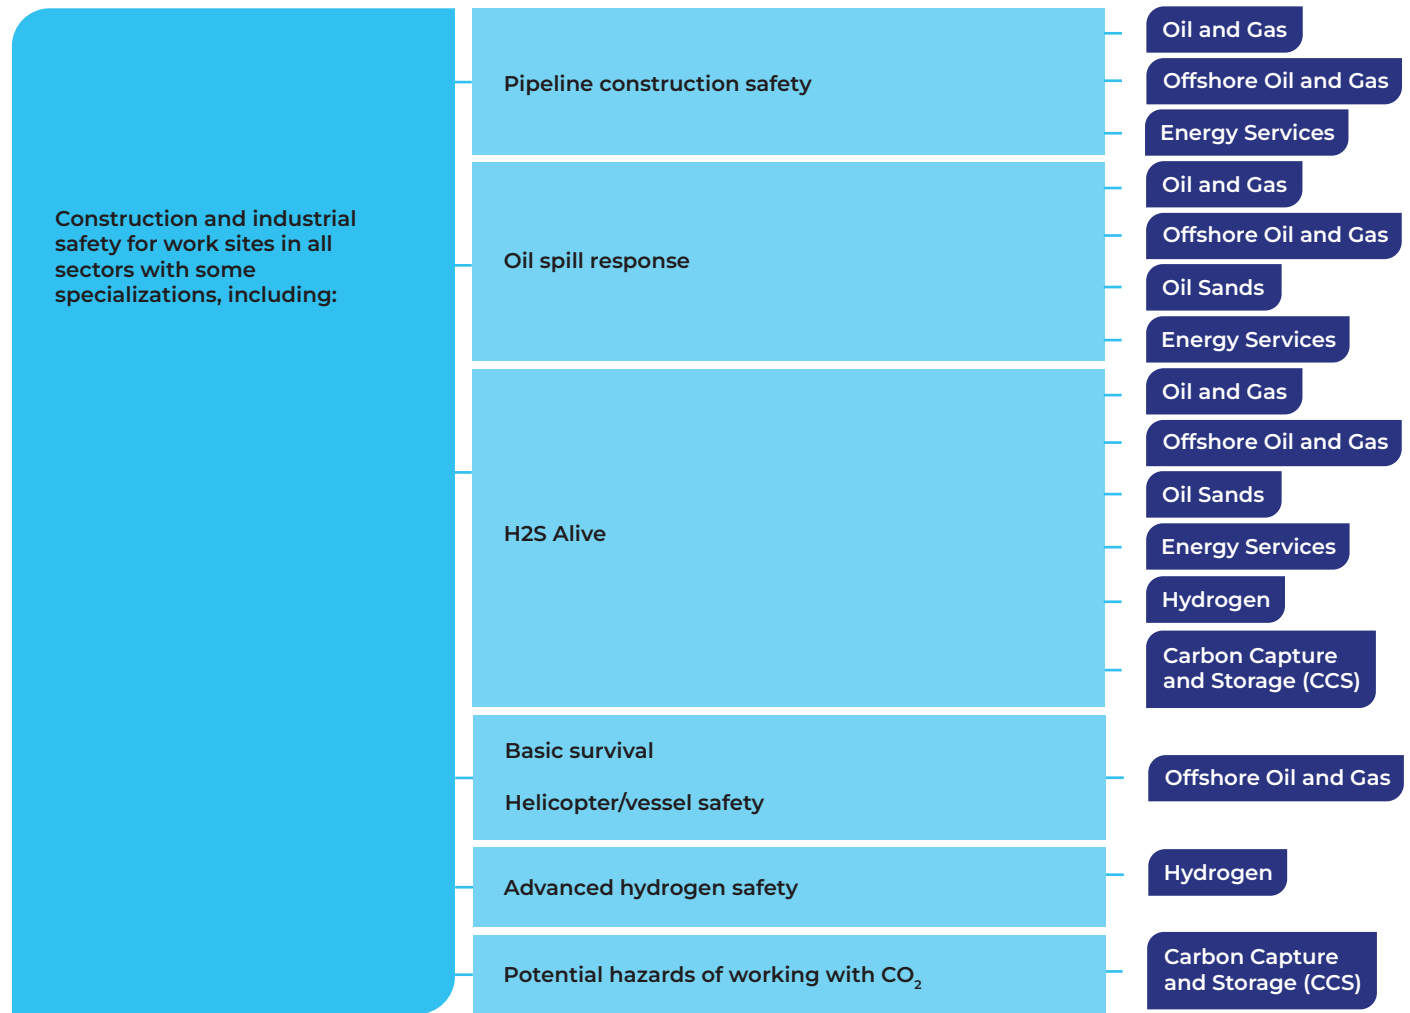 Construction and industrial
safety for work sites in all
sectors with some
specializations, including:
Pipeline construction safety
Oil and Gas
Offshore Oil and Gas
Energy Services
Oil spill response
Oil and Gas
Offshore Oil and Gas
Oil Sands
Energy Services
H2S Alive
Oil and Gas
Offshore Oil and Gas
Oil Sands
Energy Services
Hydrogen
Carbon Capture
and Storage (CCS)
Basic survival
Helicopter/vessel safety
Offshore Oil and Gas
Advanced hydrogen safety
Hydrogen
Potential hazards of working with CO₂
Carbon Capture
and Storage (CCS)